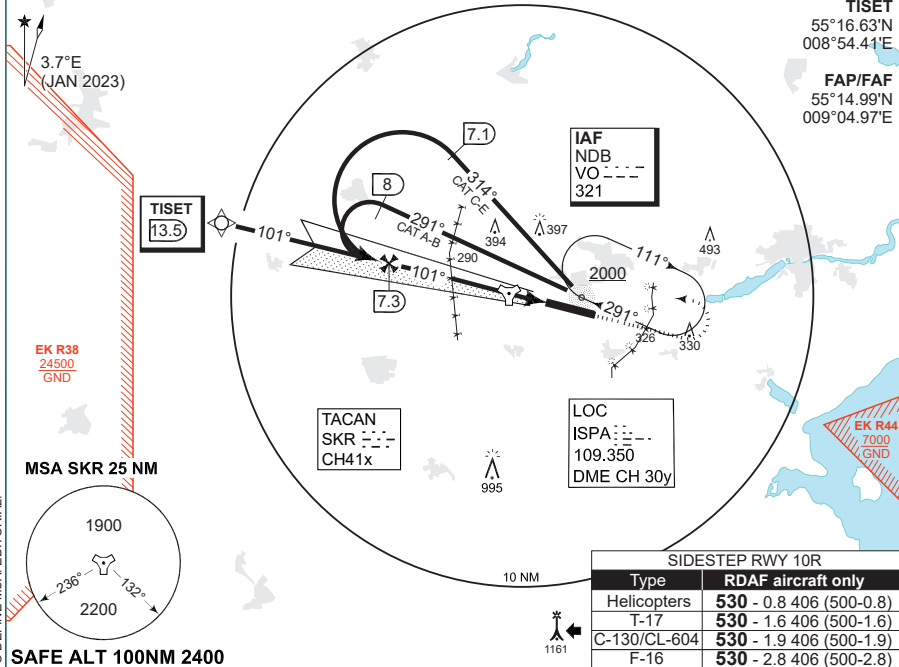 TISET
55°16.63'N
008°54.41'E
FAP/FAF
55°14.99'N
009°04.97'E
3.7°E
(JAN 2023)
7.1
IAF
NDB
VO
321
314°
CAT C-E
8
TISET
13.5
101°
291°
CAT A-B
290
394
397
493
111°
2000
101°
7.3
291°
326
330
EK R38
24500
GND
TACAN
SKR
CH41x
LOC
ISPA
109.350
DME CH 30y
EK R44
7000
GND
995
MSA SKR 25 NM
1900
236°
132°
2200
SAFE ALT 100NM 2400
10 NM
1161
SIDESTEP RWY 10R
Type RDAF aircraft only
Helicopters 530 - 0.8 406 (500-0.8)
T-17 530 - 1.6 406 (500-1.6)
C-130/CL-604 530 - 1.9 406 (500-1.9)
F-16 530 - 2.8 406 (500-2.8)